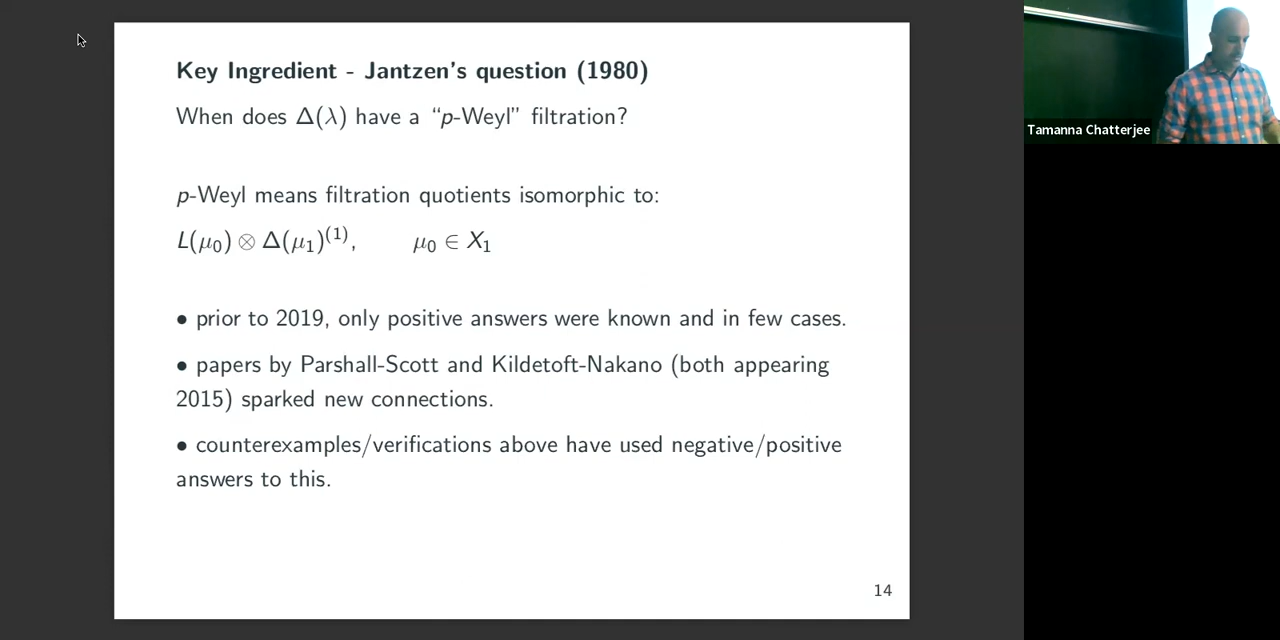 Key Ingredient - Jantzen's question (1980)
When does Δ(λ) have a “p-Weyl” filtration?
p-Weyl means filtration quotients isomorphic to:
L(μ₀) ⊗ Δ(μ₁)⁽¹⁾, μ₀ ∈ X₁
• prior to 2019, only positive answers were known and in few cases.
• papers by Parshall-Scott and Kildetoft-Nakano (both appearing
2015) sparked new connections.
• counterexamples/verifications above have used negative/positive
answers to this.
14
Tamanna Chatterjee